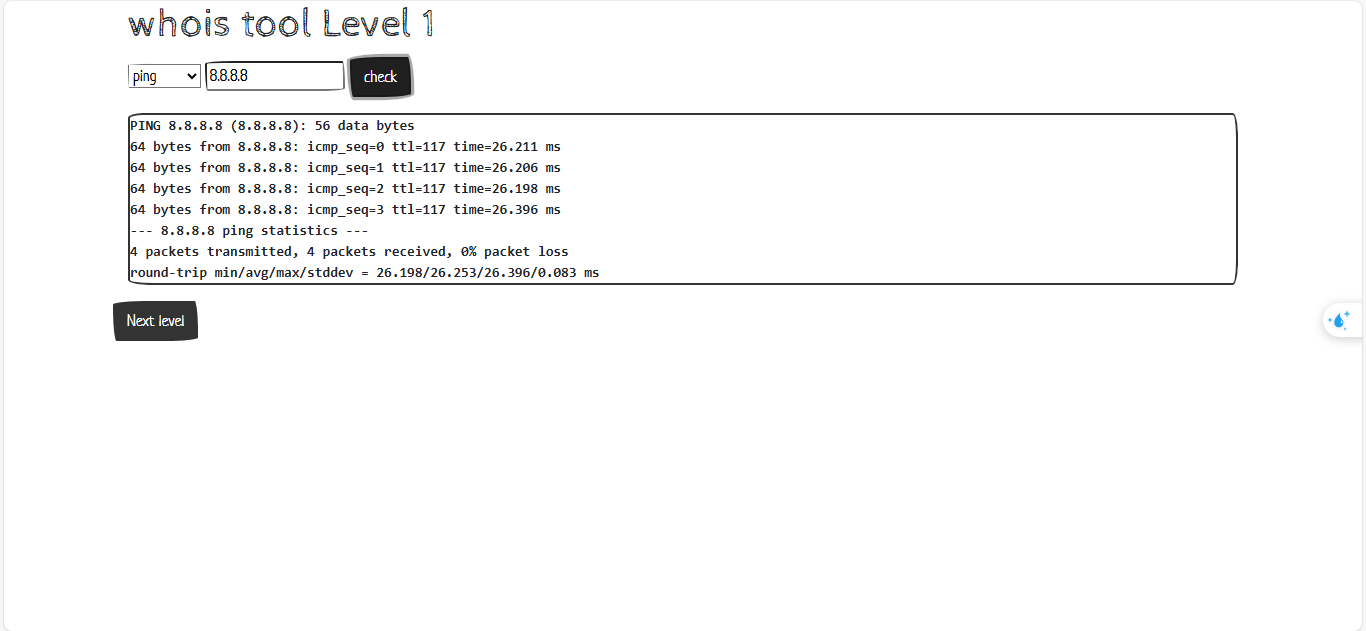 whois tool Level 1
ping 8.8.8.8 check
PING 8.8.8.8 (8.8.8.8): 56 data bytes
64 bytes from 8.8.8.8: icmp_seq=0 ttl=117 time=26.211 ms
64 bytes from 8.8.8.8: icmp_seq=1 ttl=117 time=26.206 ms
64 bytes from 8.8.8.8: icmp_seq=2 ttl=117 time=26.198 ms
64 bytes from 8.8.8.8: icmp_seq=3 ttl=117 time=26.396 ms
--- 8.8.8.8 ping statistics ---
4 packets transmitted, 4 packets received, 0% packet loss
round-trip min/avg/max/stddev = 26.198/26.253/26.396/0.083 ms
Next level